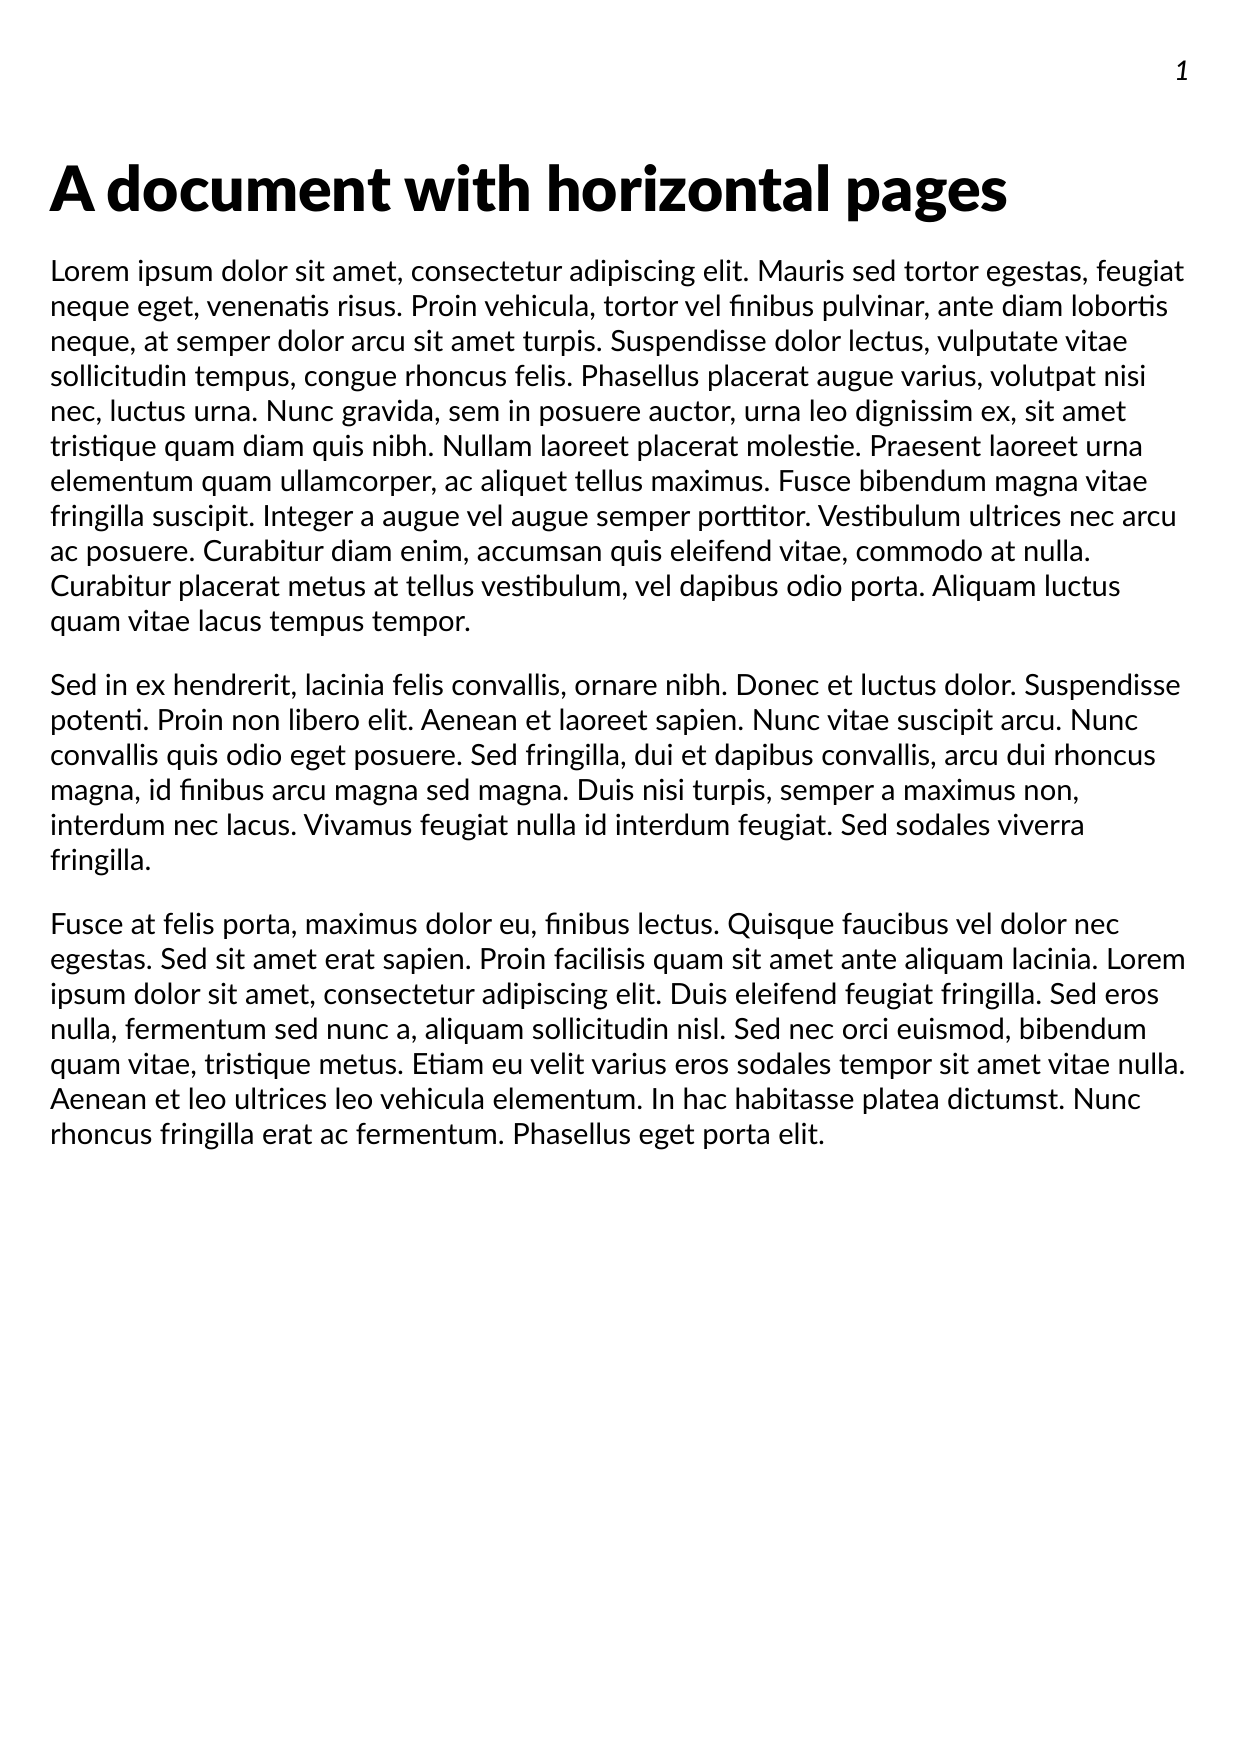 1
A document with horizontal pages
Lorem ipsum dolor sit amet, consectetur adipiscing elit. Mauris sed tortor egestas, feugiat
neque eget, venenatis risus. Proin vehicula, tortor vel finibus pulvinar, ante diam lobortis
neque, at semper dolor arcu sit amet turpis. Suspendisse dolor lectus, vulputate vitae
sollicitudin tempus, congue rhoncus felis. Phasellus placerat augue varius, volutpat nisi
nec, luctus urna. Nunc gravida, sem in posuere auctor, urna leo dignissim ex, sit amet
tristique quam diam quis nibh. Nullam laoreet placerat molestie. Praesent laoreet urna
elementum quam ullamcorper, ac aliquet tellus maximus. Fusce bibendum magna vitae
fringilla suscipit. Integer a augue vel augue semper porttitor. Vestibulum ultrices nec arcu
ac posuere. Curabitur diam enim, accumsan quis eleifend vitae, commodo at nulla.
Curabitur placerat metus at tellus vestibulum, vel dapibus odio porta. Aliquam luctus
quam vitae lacus tempus tempor.
Sed in ex hendrerit, lacinia felis convallis, ornare nibh. Donec et luctus dolor. Suspendisse
potenti. Proin non libero elit. Aenean et laoreet sapien. Nunc vitae suscipit arcu. Nunc
convallis quis odio eget posuere. Sed fringilla, dui et dapibus convallis, arcu dui rhoncus
magna, id finibus arcu magna sed magna. Duis nisi turpis, semper a maximus non,
interdum nec lacus. Vivamus feugiat nulla id interdum feugiat. Sed sodales viverra
fringilla.
Fusce at felis porta, maximus dolor eu, finibus lectus. Quisque faucibus vel dolor nec
egestas. Sed sit amet erat sapien. Proin facilisis quam sit amet ante aliquam lacinia. Lorem
ipsum dolor sit amet, consectetur adipiscing elit. Duis eleifend feugiat fringilla. Sed eros
nulla, fermentum sed nunc a, aliquam sollicitudin nisl. Sed nec orci euismod, bibendum
quam vitae, tristique metus. Etiam eu velit varius eros sodales tempor sit amet vitae nulla.
Aenean et leo ultrices leo vehicula elementum. In hac habitasse platea dictumst. Nunc
rhoncus fringilla erat ac fermentum. Phasellus eget porta elit.